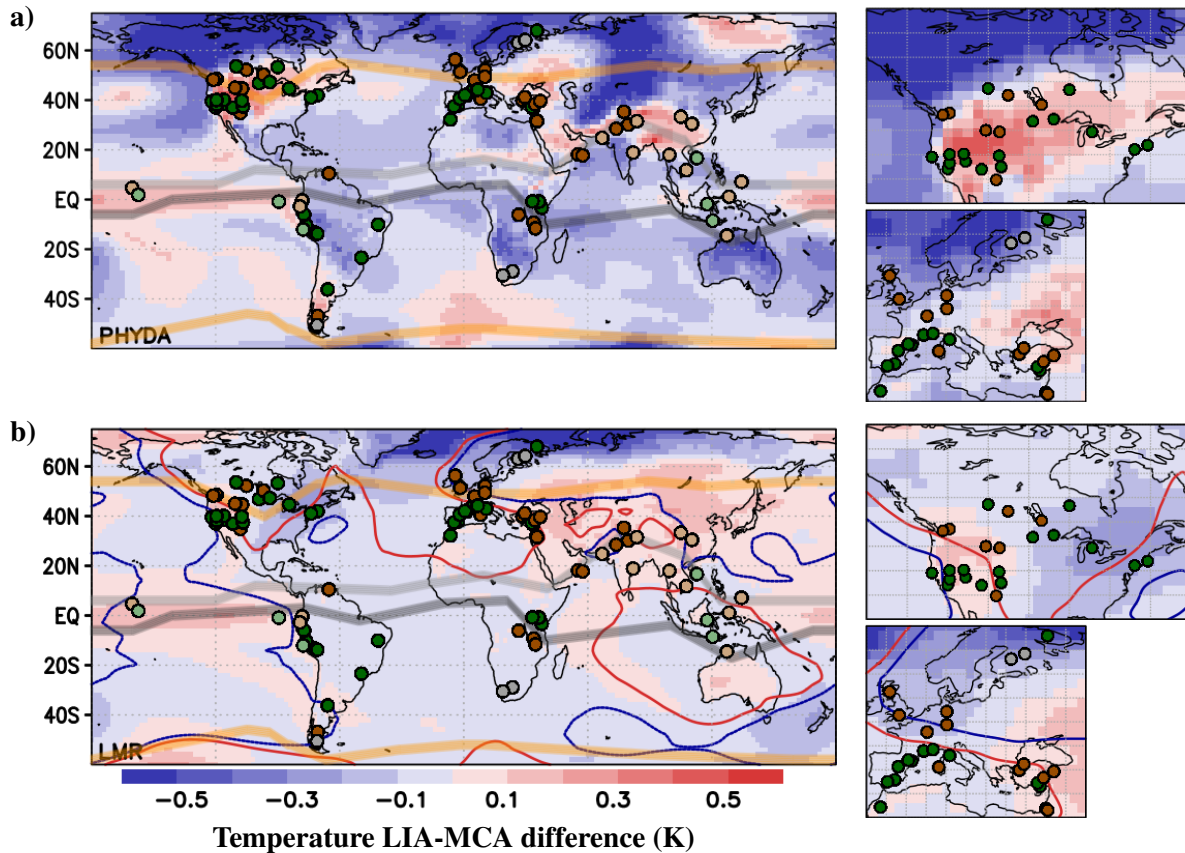 a)
60N
40N
20N
EQ
20S
40S
PHYDA
b)
60N
40N
20N
EQ
20S
40S
LMR
−0.5 −0.3 −0.1 0.1 0.3 0.5
Temperature LIA-MCA difference (K)